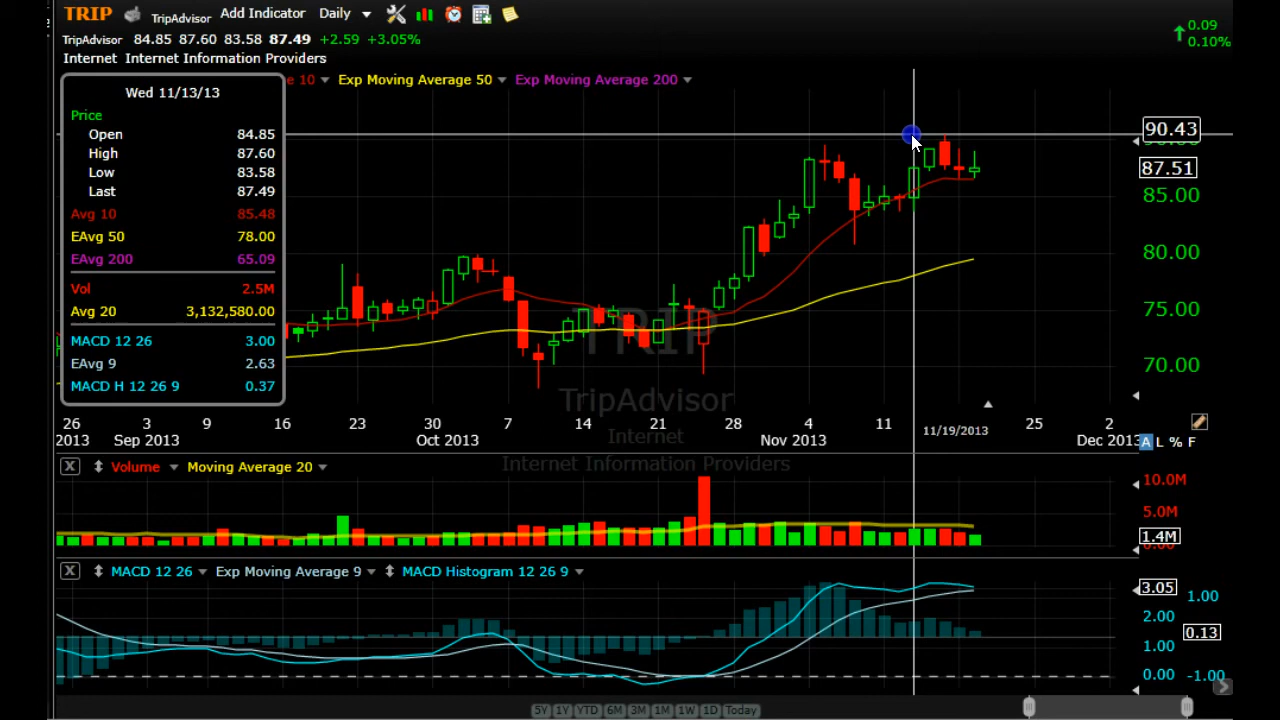 TRIP TripAdvisor Add Indicator Daily
TripAdvisor 84.85 87.60 83.58 87.49 +2.59 +3.05%
0.09
0.10%
Internet Internet Information Providers
e 10 Exp Moving Average 50 Exp Moving Average 200
Wed 11/13/13
Price
Open 84.85
High 87.60
Low 83.58
Last 87.49
Avg 10 85.48
EAvg 50 78.00
EAvg 200 65.09
Vol 2.5M
Avg 20 3,132,580.00
MACD 12 26 3.00
EAvg 9 2.63
MACD H 12 26 9 0.37
90.43
87.51
85.00
80.00
75.00
70.00
TRIP
TripAdvisor
Internet
Internet Information Providers
26 3 9 16 23 30 7 14 21 28 4 11 11/19/2013 25 2
2013 Sep 2013 Oct 2013 Nov 2013 Dec 2013
A L % F
X Volume Moving Average 20
10.0M
5.0M
1.4M
X MACD 12 26 Exp Moving Average 9 MACD Histogram 12 26 9
3.05 1.00
2.00
0.13
1.00
0.00 -1.00
5Y 1Y YTD 6M 3M 1M 1W 1D Today